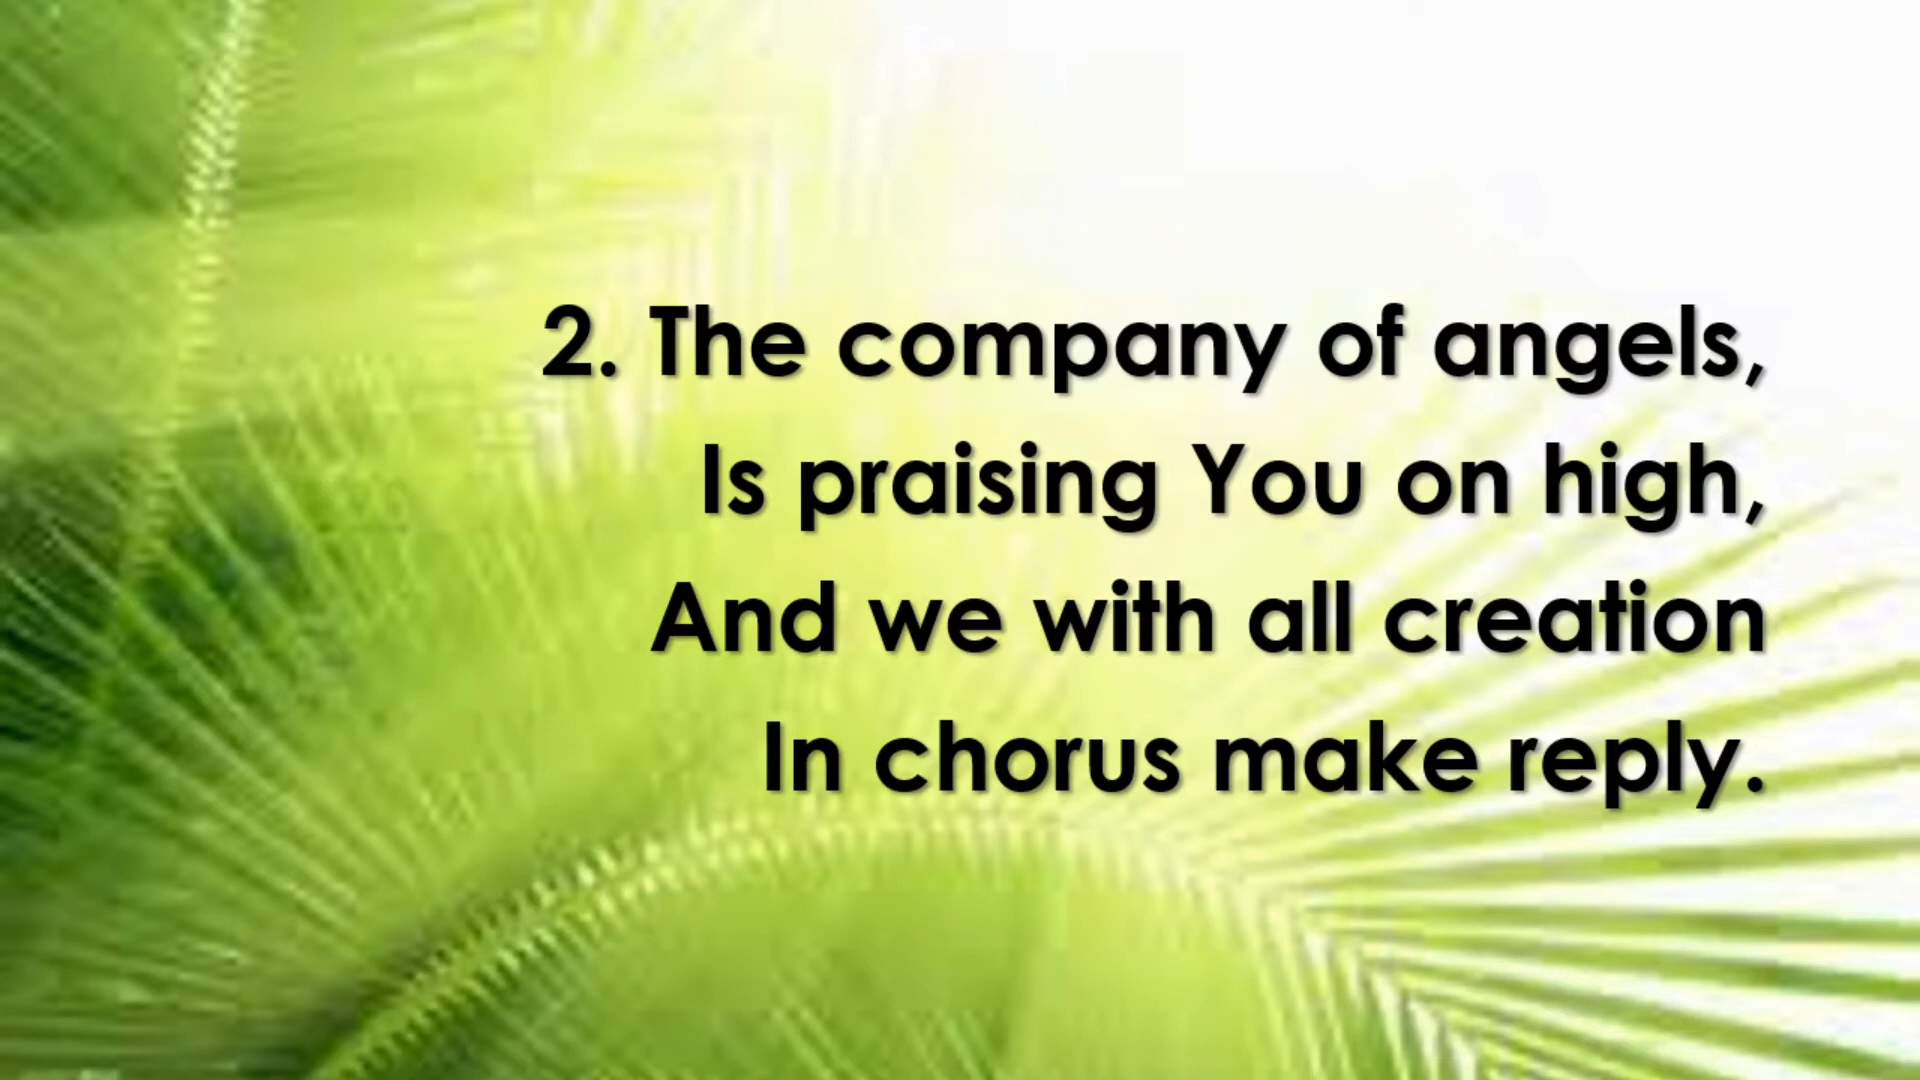 2. The company of angels,
Is praising You on high,
And we with all creation
In chorus make reply.